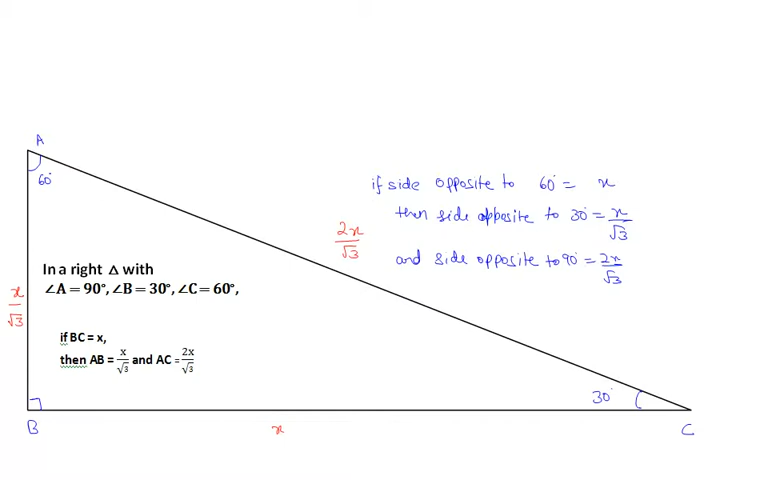 A
60°
if side opposite to 60° = x
then side opposite to 30° = x/√3
2x/√3
and side opposite to 90° = 2x/√3
In a right △ with
∠A = 90°, ∠B = 30°, ∠C = 60°,
x/√3
if BC = x,
then AB = x/√3 and AC = 2x/√3
30°
B
x
C